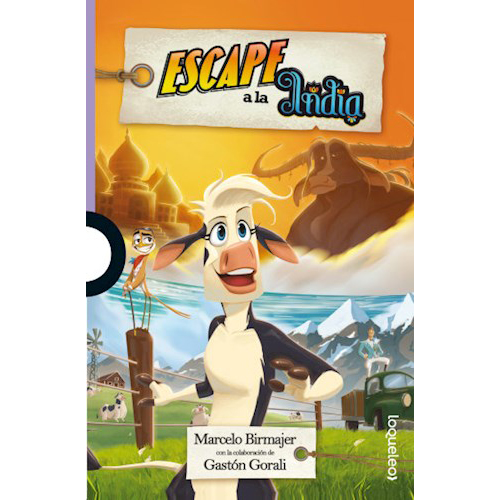 ESCAPE
a la
India
Marcelo Birmajer
con la colaboración de
Gastón Gorali
loqueleo